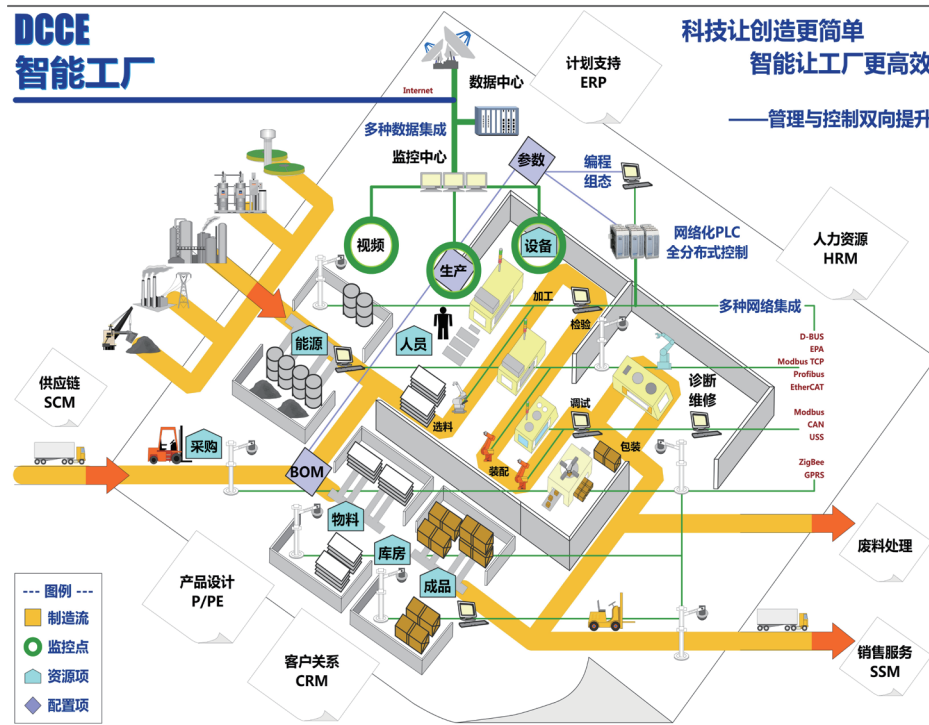 DCCE
智能工厂
科技让创造更简单
智能让工厂更高效
——管理与控制双向提升
计划支持
ERP
Internet
数据中心
多种数据集成
监控中心
参数
编程
组态
视频
生产
设备
网络化PLC
全分布式控制
人力资源
HRM
加工
检验
多种网络集成
能源
人员
D-BUS
EPA
Modbus TCP
Profibus
EtherCAT
诊断
维修
供应链
SCM
选料
调试
Modbus
CAN
USS
采购
包装
BOM
装配
ZigBee
GPRS
物料
库房
成品
废料处理
产品设计
P/PE
客户关系
CRM
销售服务
SSM
--- 图例 ---
制造流
监控点
资源项
配置项